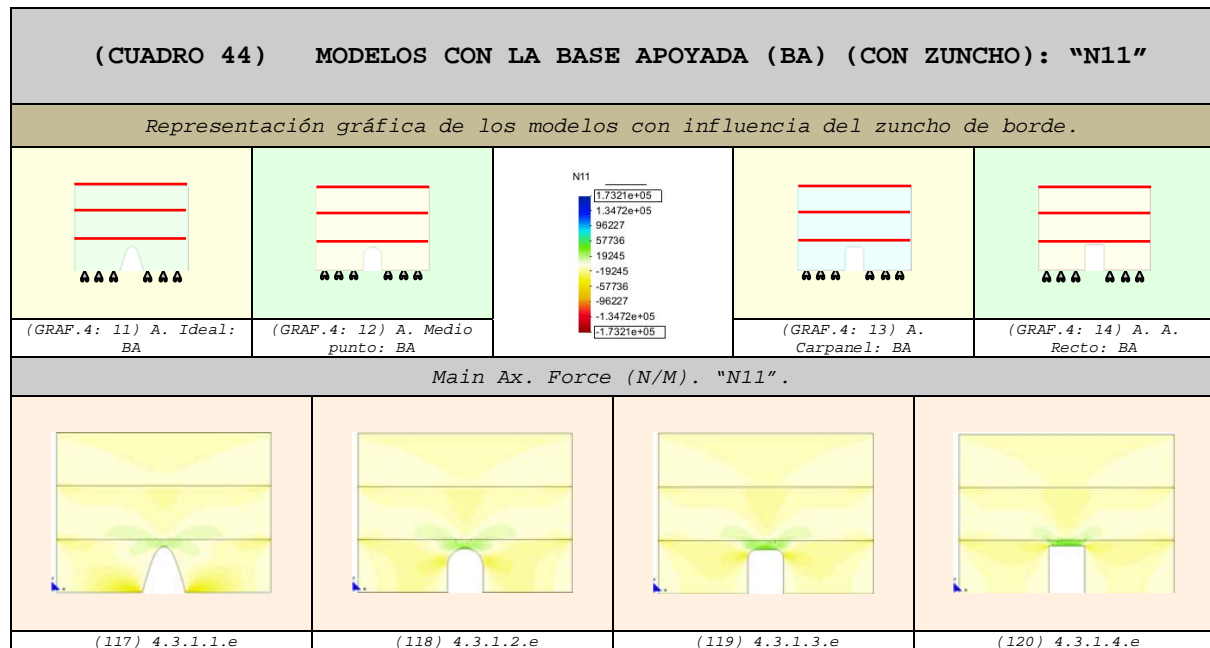 (CUADRO 44) MODELOS CON LA BASE APOYADA (BA) (CON ZUNCHO): “N11”
Representación gráfica de los modelos con influencia del zuncho de borde.
N11
1.7321e+05
1.3472e+05
96227
57736
19245
-19245
-57736
-96227
-1.3472e+05
-1.7321e+05
(GRAF.4: 11) A. Ideal:
BA
(GRAF.4: 12) A. Medio
punto: BA
(GRAF.4: 13) A.
Carpanel: BA
(GRAF.4: 14) A. A.
Recto: BA
Main Ax. Force (N/M). “N11”.
(117) 4.3.1.1.e
(118) 4.3.1.2.e
(119) 4.3.1.3.e
(120) 4.3.1.4.e